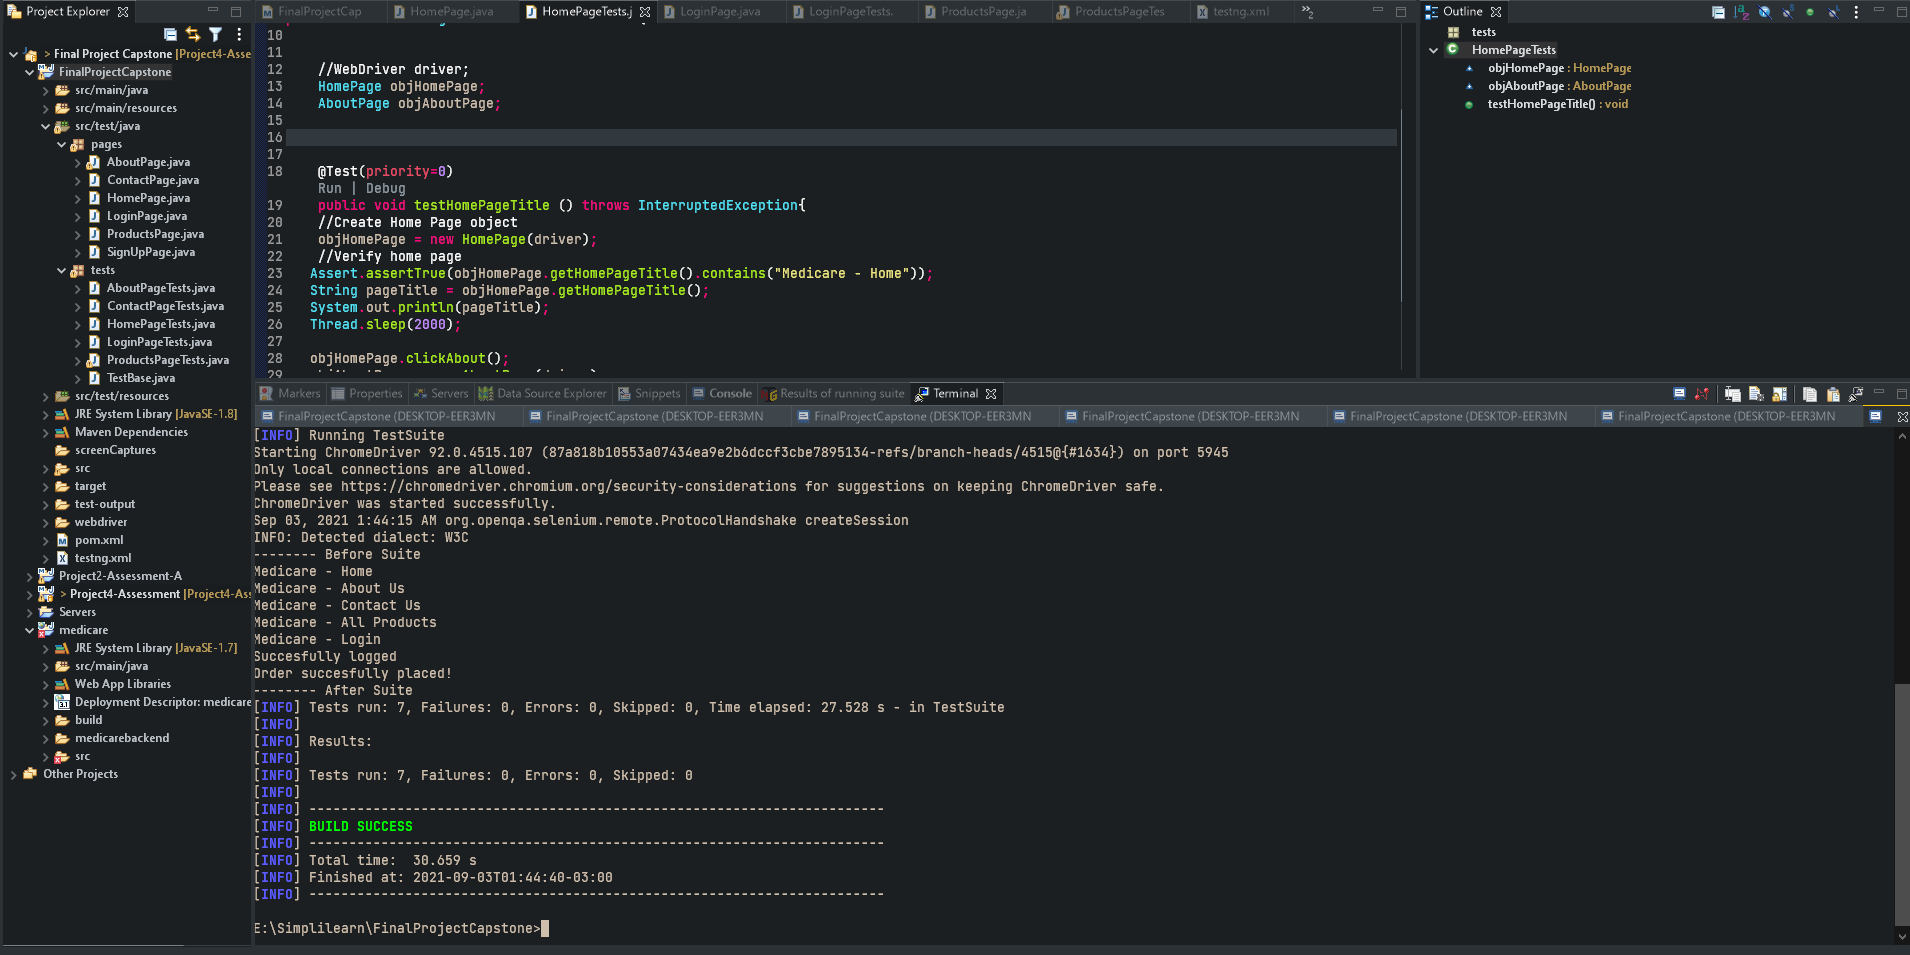 Project Explorer
> Final Project Capstone [Project4-Asse
FinalProjectCapstone
src/main/java
src/main/resources
src/test/java
pages
AboutPage.java
ContactPage.java
HomePage.java
LoginPage.java
ProductsPage.java
SignUpPage.java
tests
AboutPageTests.java
ContactPageTests.java
HomePageTests.java
LoginPageTests.java
ProductsPageTests.java
TestBase.java
src/test/resources
JRE System Library [JavaSE-1.8]
Maven Dependencies
screenCaptures
src
target
test-output
webdriver
pom.xml
testng.xml
Project2-Assessment-A
> Project4-Assessment [Project4-Ass
Servers
medicare
JRE System Library [JavaSE-1.7]
src/main/java
Web App Libraries
Deployment Descriptor: medicare
build
medicarebackend
src
Other Projects
FinalProjectCap HomePage.java HomePageTests.j LoginPage.java LoginPageTests. ProductsPage.ja ProductsPageTes testng.xml »2
10
11
12 //WebDriver driver;
13 HomePage objHomePage;
14 AboutPage objAboutPage;
15
16
17
18 @Test(priority=0)
Run | Debug
19 public void testHomePageTitle () throws InterruptedException{
20 //Create Home Page object
21 objHomePage = new HomePage(driver);
22 //Verify home page
23 Assert.assertTrue(objHomePage.getHomePageTitle().contains("Medicare - Home"));
24 String pageTitle = objHomePage.getHomePageTitle();
25 System.out.println(pageTitle);
26 Thread.sleep(2000);
27
28 objHomePage.clickAbout();
29
Outline
tests
HomePageTests
objHomePage : HomePage
objAboutPage : AboutPage
testHomePageTitle() : void
Markers Properties Servers Data Source Explorer Snippets Console Results of running suite Terminal
FinalProjectCapstone (DESKTOP-EER3MN FinalProjectCapstone (DESKTOP-EER3MN FinalProjectCapstone (DESKTOP-EER3MN FinalProjectCapstone (DESKTOP-EER3MN FinalProjectCapstone (DESKTOP-EER3MN FinalProjectCapstone (DESKTOP-EER3MN
[INFO] Running TestSuite
Starting ChromeDriver 92.0.4515.107 (87a818b10553a07434ea9e2b6dccf3cbe7895134-refs/branch-heads/4515@{#1634}) on port 5945
Only local connections are allowed.
Please see https://chromedriver.chromium.org/security-considerations for suggestions on keeping ChromeDriver safe.
ChromeDriver was started successfully.
Sep 03, 2021 1:44:15 AM org.openqa.selenium.remote.ProtocolHandshake createSession
INFO: Detected dialect: W3C
-------- Before Suite
Medicare - Home
Medicare - About Us
Medicare - Contact Us
Medicare - All Products
Medicare - Login
Succesfully logged
Order succesfully placed!
-------- After Suite
[INFO] Tests run: 7, Failures: 0, Errors: 0, Skipped: 0, Time elapsed: 27.528 s - in TestSuite
[INFO]
[INFO] Results:
[INFO]
[INFO] Tests run: 7, Failures: 0, Errors: 0, Skipped: 0
[INFO]
[INFO] ------------------------------------------------------------------------
[INFO] BUILD SUCCESS
[INFO] ------------------------------------------------------------------------
[INFO] Total time:  30.659 s
[INFO] Finished at: 2021-09-03T01:44:40-03:00
[INFO] ------------------------------------------------------------------------
E:\Simplilearn\FinalProjectCapstone>